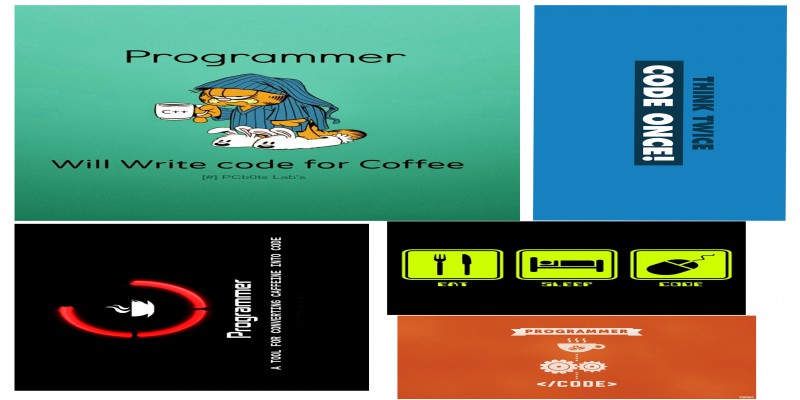 Programmer
C++
Will Write code for Coffee
[#] PCb0ts Lab's
THINK TWICE
CODE ONCE!
Programmer
A TOOL FOR CONVERTING CAFFEINE INTO CODE
EAT
SLEEP
CODE
PROGRAMMER
</CODE>